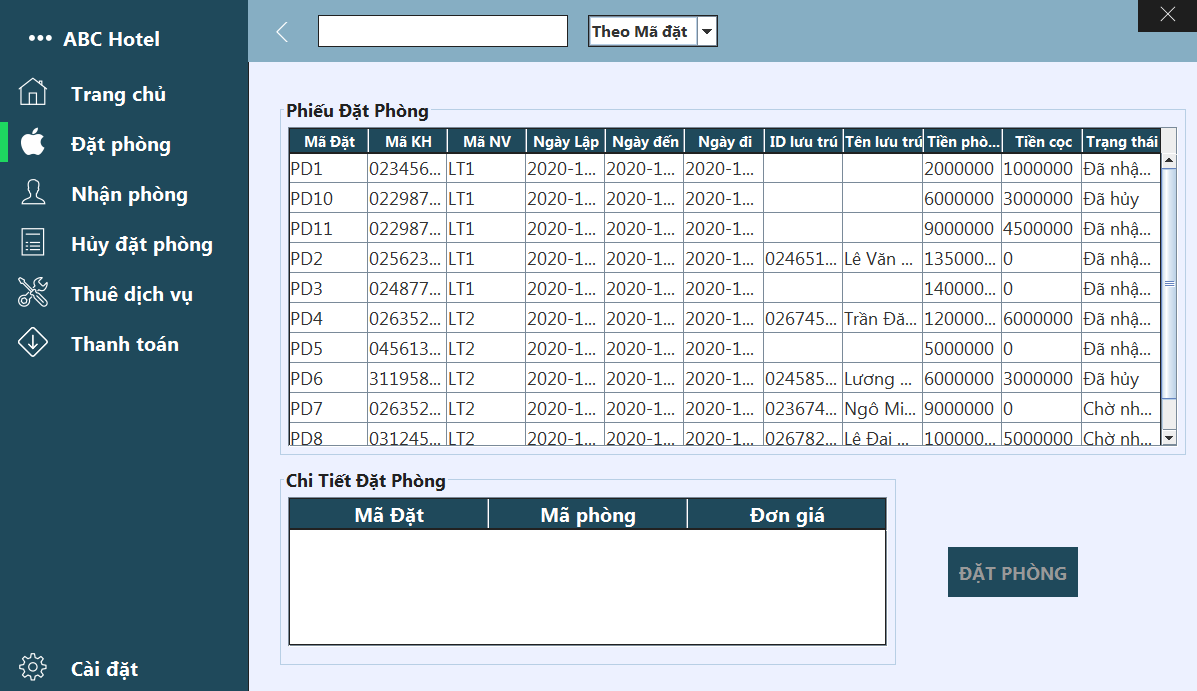 ABC Hotel
Trang chủ
Đặt phòng
Nhận phòng
Hủy đặt phòng
Thuê dịch vụ
Thanh toán
Cài đặt
Theo Mã đặt
Phiếu Đặt Phòng
Mã Đặt Mã KH Mã NV Ngày Lập Ngày đến Ngày đi ID lưu trú Tên lưu trú Tiền phò... Tiền cọc Trạng thái
PD1 023456... LT1 2020-1... 2020-1... 2020-1... 2000000 1000000 Đã nhậ...
PD10 022987... LT1 2020-1... 2020-1... 2020-1... 6000000 3000000 Đã hủy
PD11 022987... LT1 2020-1... 2020-1... 2020-1... 9000000 4500000 Đã nhậ...
PD2 025623... LT1 2020-1... 2020-1... 2020-1... 024651... Lê Văn ... 135000... 0 Đã nhậ...
PD3 024877... LT1 2020-1... 2020-1... 2020-1... 140000... 0 Đã nhậ...
PD4 026352... LT2 2020-1... 2020-1... 2020-1... 026745... Trần Đă... 120000... 6000000 Đã nhậ...
PD5 045613... LT2 2020-1... 2020-1... 2020-1... 5000000 0 Đã nhậ...
PD6 311958... LT2 2020-1... 2020-1... 2020-1... 024585... Lương ... 6000000 3000000 Đã hủy
PD7 026352... LT2 2020-1... 2020-1... 2020-1... 023674... Ngô Mi... 9000000 0 Chờ nh...
PD8 031245... LT2 2020-1... 2020-1... 2020-1... 026782... Lê Đại ... 100000... 5000000 Chờ nh...
Chi Tiết Đặt Phòng
Mã Đặt Mã phòng Đơn giá
ĐẶT PHÒNG